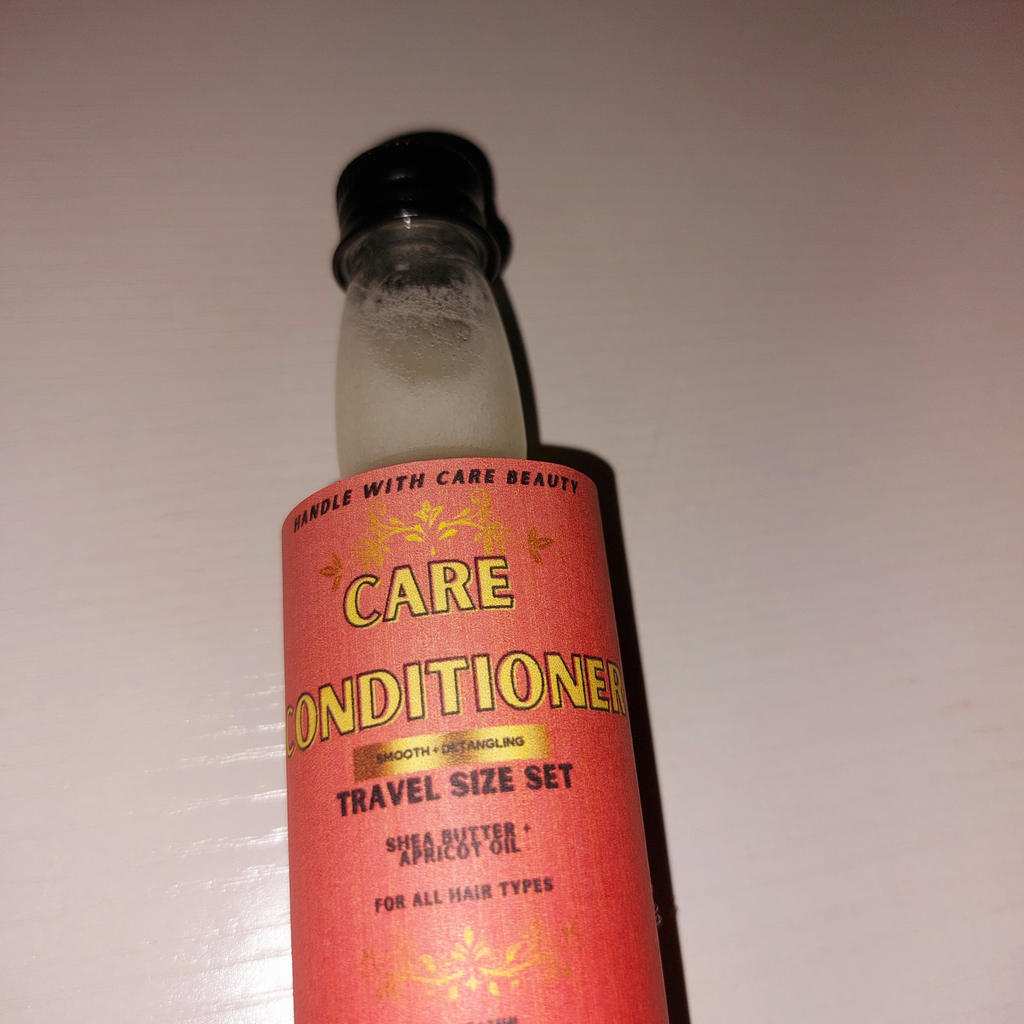 HANDLE WITH CARE BEAUTY
CARE
CONDITIONER
SMOOTH + DETANGLING
TRAVEL SIZE SET
SHEA BUTTER +
APRICOT OIL
FOR ALL HAIR TYPES